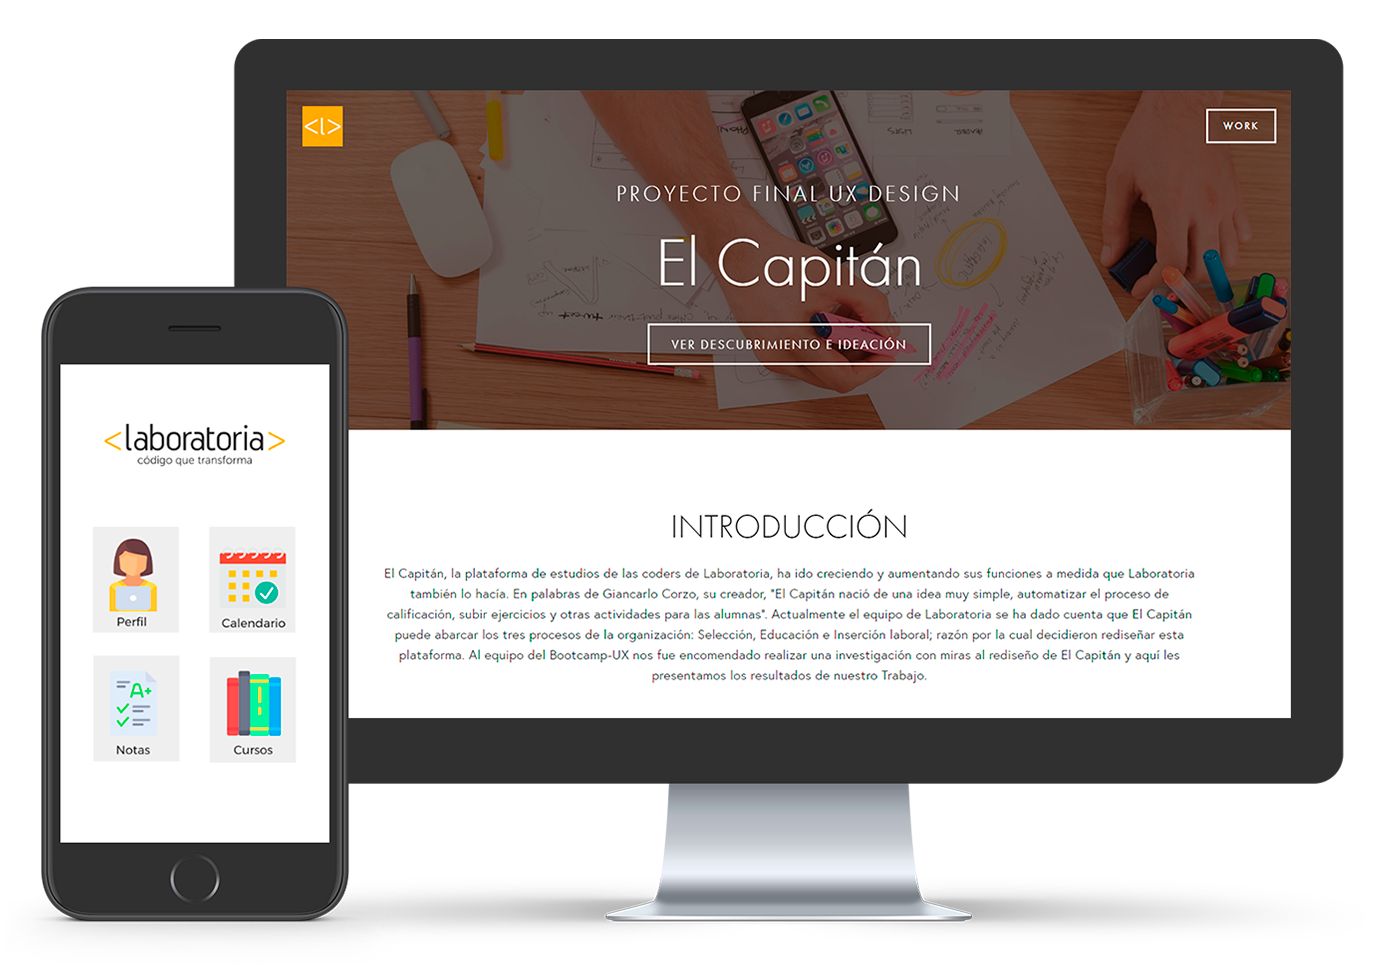 <l>
WORK
PROYECTO FINAL UX DESIGN
El Capitán
VER DESCUBRIMIENTO E IDEACIÓN
INTRODUCCIÓN
El Capitán, la plataforma de estudios de las coders de Laboratoria, ha ido creciendo y aumentando sus funciones a medida que Laboratoria
también lo hacía. En palabras de Giancarlo Corzo, su creador, "El Capitán nació de una idea muy simple, automatizar el proceso de
calificación, subir ejercicios y otras actividades para las alumnas". Actualmente el equipo de Laboratoria se ha dado cuenta que El Capitán
puede abarcar los tres procesos de la organización: Selección, Educación e Inserción laboral; razón por la cual decidieron rediseñar esta
plataforma. Al equipo del Bootcamp-UX nos fue encomendado realizar una investigación con miras al rediseño de El Capitán y aquí les
presentamos los resultados de nuestro Trabajo.
<laboratoria>
código que transforma
Perfil
Calendario
A+
Notas
Cursos